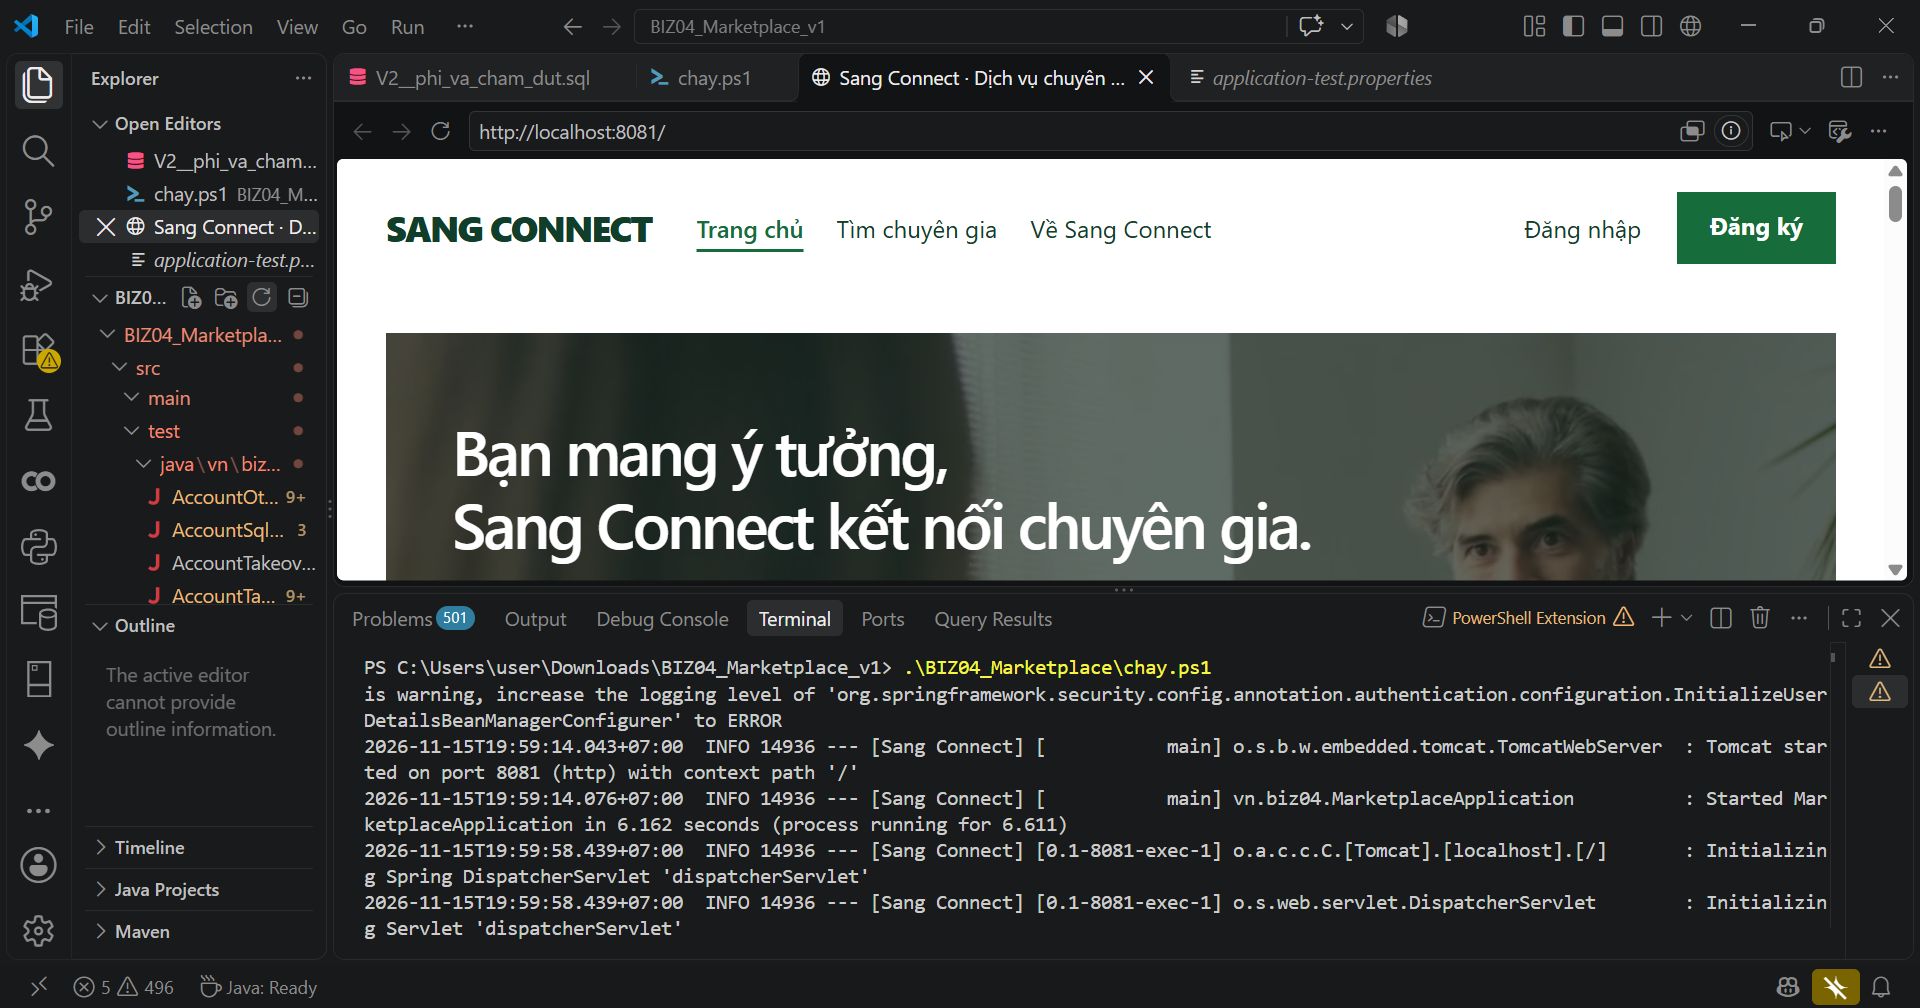 File Edit Selection View Go Run ···
BIZ04_Marketplace_v1
Explorer ···
Open Editors
V2__phi_va_cham...
chay.ps1 BIZ04_M...
Sang Connect · D...
application-test.p...
BIZ0...
BIZ04_Marketpla...
src
main
test
java\vn\biz...
AccountOt... 9+
AccountSql... 3
AccountTakeov...
AccountTa... 9+
Outline
The active editor
cannot provide
outline information.
Timeline
Java Projects
Maven
V2__phi_va_cham_dut.sql
chay.ps1
Sang Connect · Dịch vụ chuyên ...
application-test.properties
http://localhost:8081/
SANG CONNECT
Trang chủ Tìm chuyên gia Về Sang Connect
Đăng nhập Đăng ký
Bạn mang ý tưởng,
Sang Connect kết nối chuyên gia.
Problems 501 Output Debug Console Terminal Ports Query Results
PowerShell Extension
PS C:\Users\user\Downloads\BIZ04_Marketplace_v1> .\BIZ04_Marketplace\chay.ps1
is warning, increase the logging level of 'org.springframework.security.config.annotation.authentication.configuration.InitializeUser
DetailsBeanManagerConfigurer' to ERROR
2026-11-15T19:59:14.043+07:00  INFO 14936 --- [Sang Connect] [           main] o.s.b.w.embedded.tomcat.TomcatWebServer  : Tomcat star
ted on port 8081 (http) with context path '/'
2026-11-15T19:59:14.076+07:00  INFO 14936 --- [Sang Connect] [           main] vn.biz04.MarketplaceApplication          : Started Mar
ketplaceApplication in 6.162 seconds (process running for 6.611)
2026-11-15T19:59:58.439+07:00  INFO 14936 --- [Sang Connect] [0.1-8081-exec-1] o.a.c.c.C.[Tomcat].[localhost].[/]       : Initializin
g Spring DispatcherServlet 'dispatcherServlet'
2026-11-15T19:59:58.439+07:00  INFO 14936 --- [Sang Connect] [0.1-8081-exec-1] o.s.web.servlet.DispatcherServlet        : Initializin
g Servlet 'dispatcherServlet'
5 496 Java: Ready